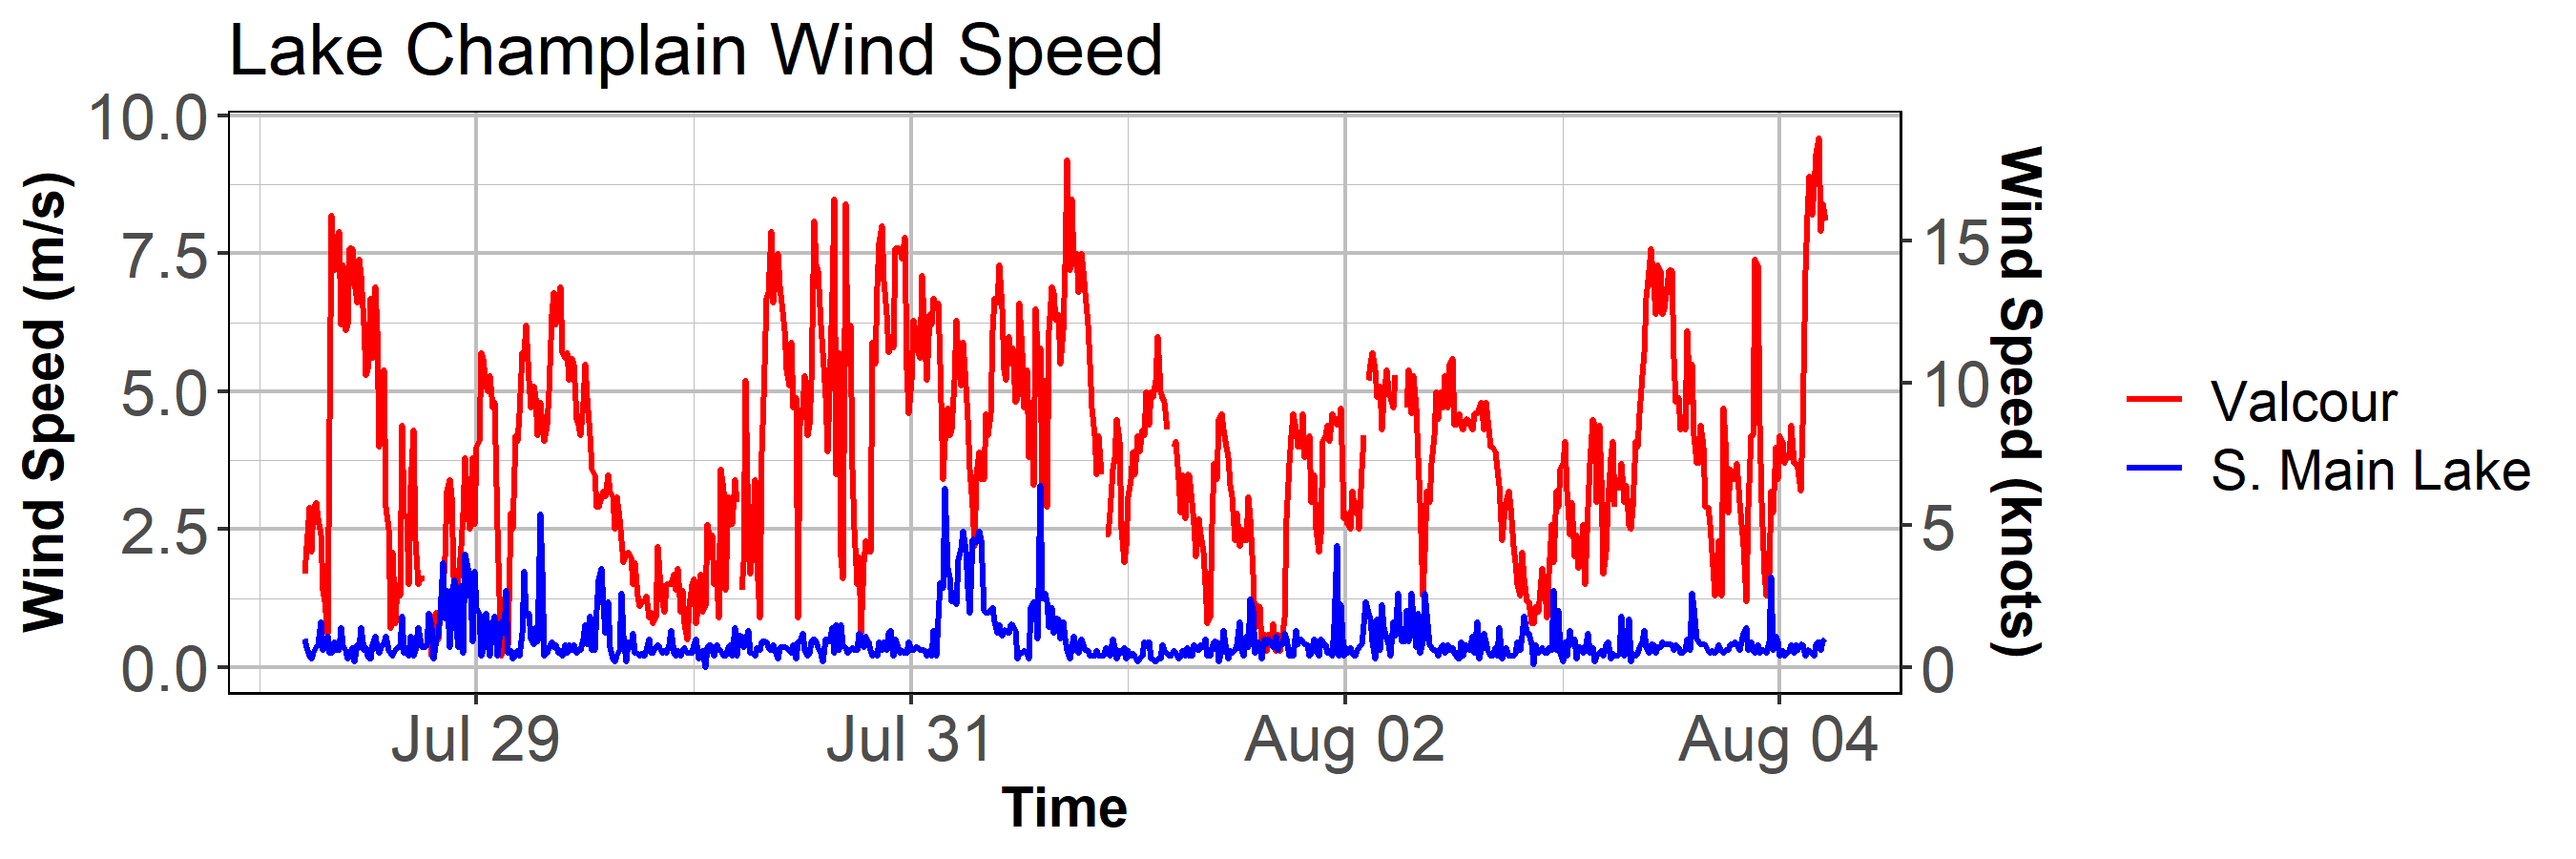 Lake Champlain Wind Speed
Wind Speed (m/s)
10.0
7.5
5.0
2.5
0.0
Jul 29
Jul 31
Aug 02
Aug 04
Time
15
10
5
0
Wind Speed (knots)
Valcour
S. Main Lake